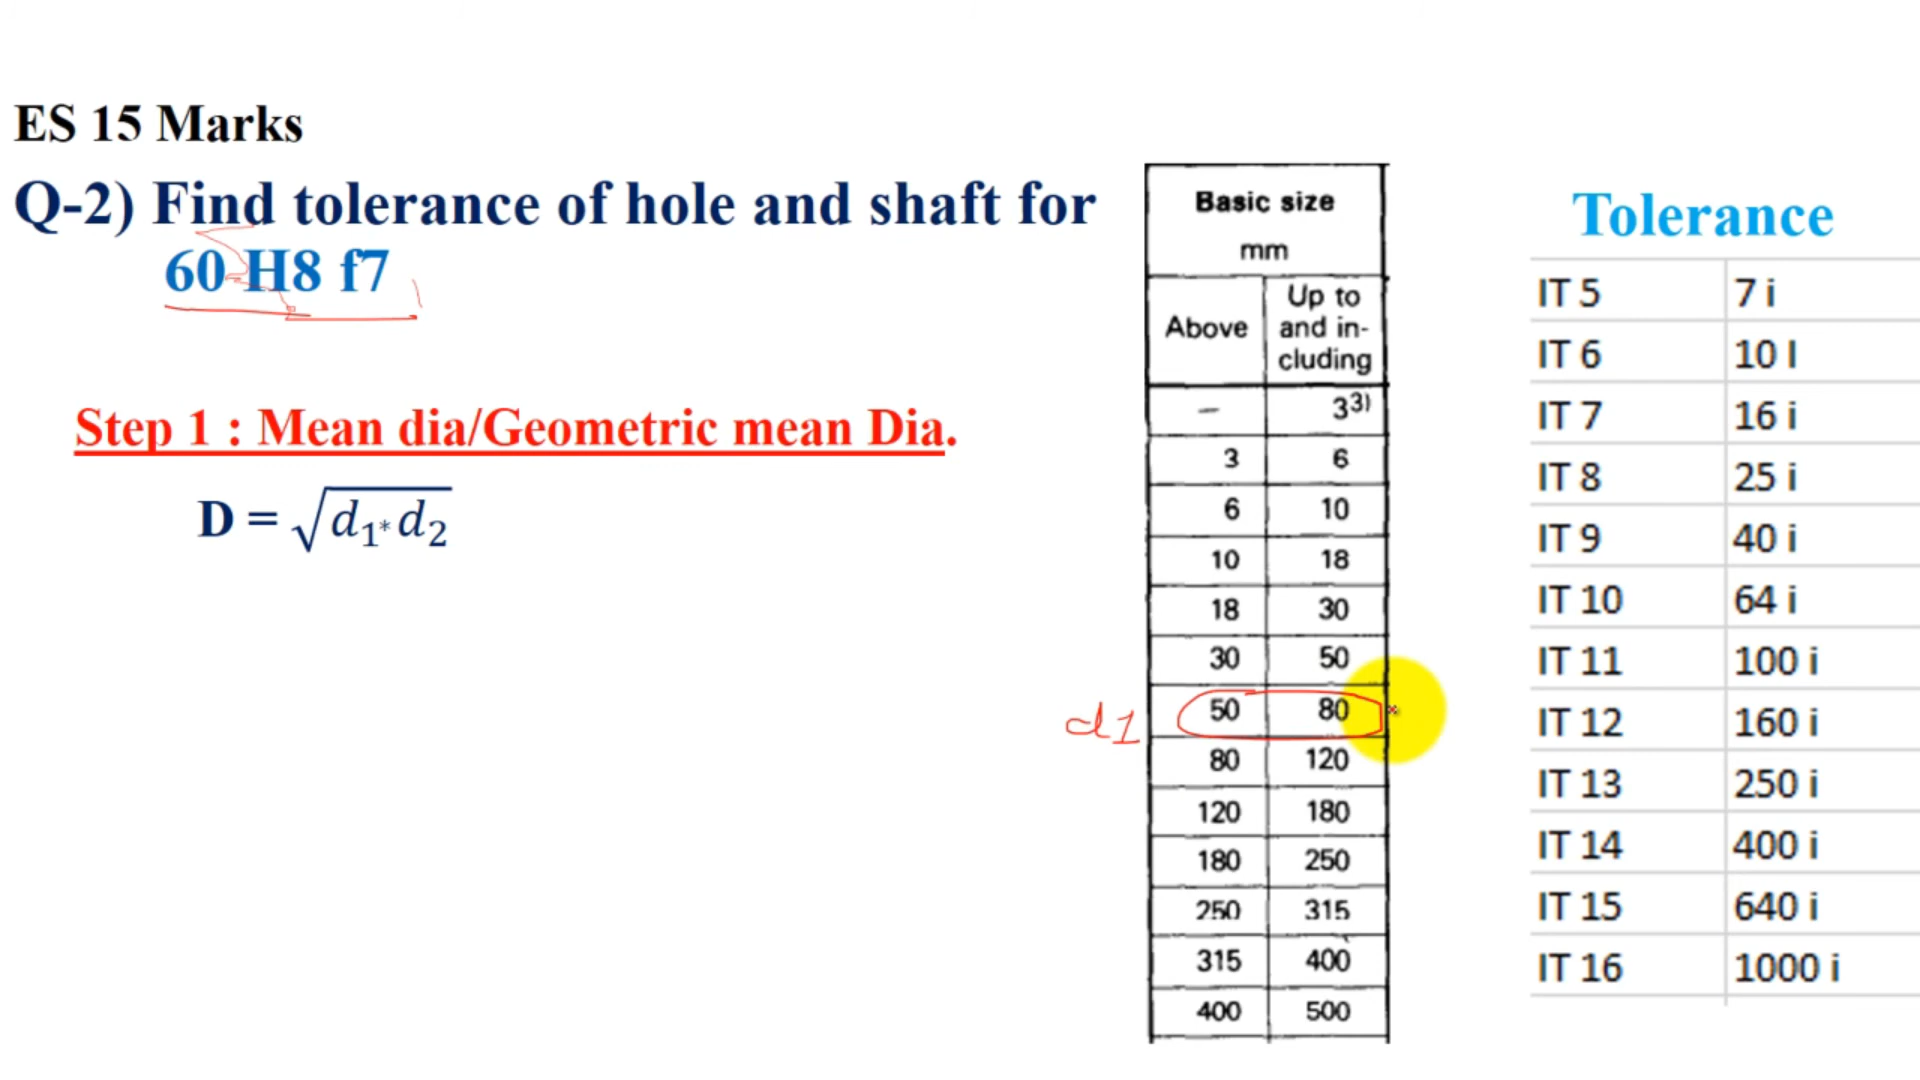 ES 15 Marks
Q-2) Find tolerance of hole and shaft for
60 H8 f7
Step 1 : Mean dia/Geometric mean Dia.
D = √d₁*d₂
d1
Basic size
mm
Above
Up to
and in-
cluding
– 3³⁾
3 6
6 10
10 18
18 30
30 50
50 80
80 120
120 180
180 250
250 315
315 400
400 500
Tolerance
IT 5 7 i
IT 6 10 I
IT 7 16 i
IT 8 25 i
IT 9 40 i
IT 10 64 i
IT 11 100 i
IT 12 160 i
IT 13 250 i
IT 14 400 i
IT 15 640 i
IT 16 1000 i